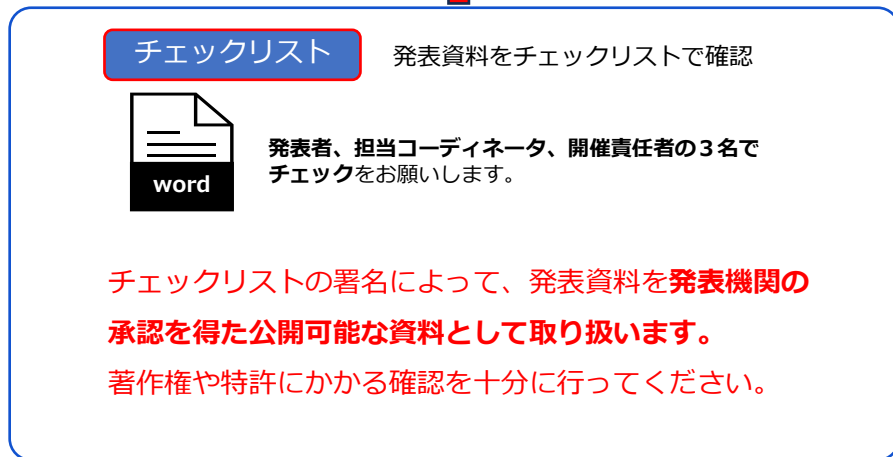 チェックリスト
発表資料をチェックリストで確認
word
発表者、担当コーディネータ、開催責任者の３名で
チェックをお願いします。
チェックリストの署名によって、発表資料を発表機関の
承認を得た公開可能な資料として取り扱います。
著作権や特許にかかる確認を十分に行ってください。